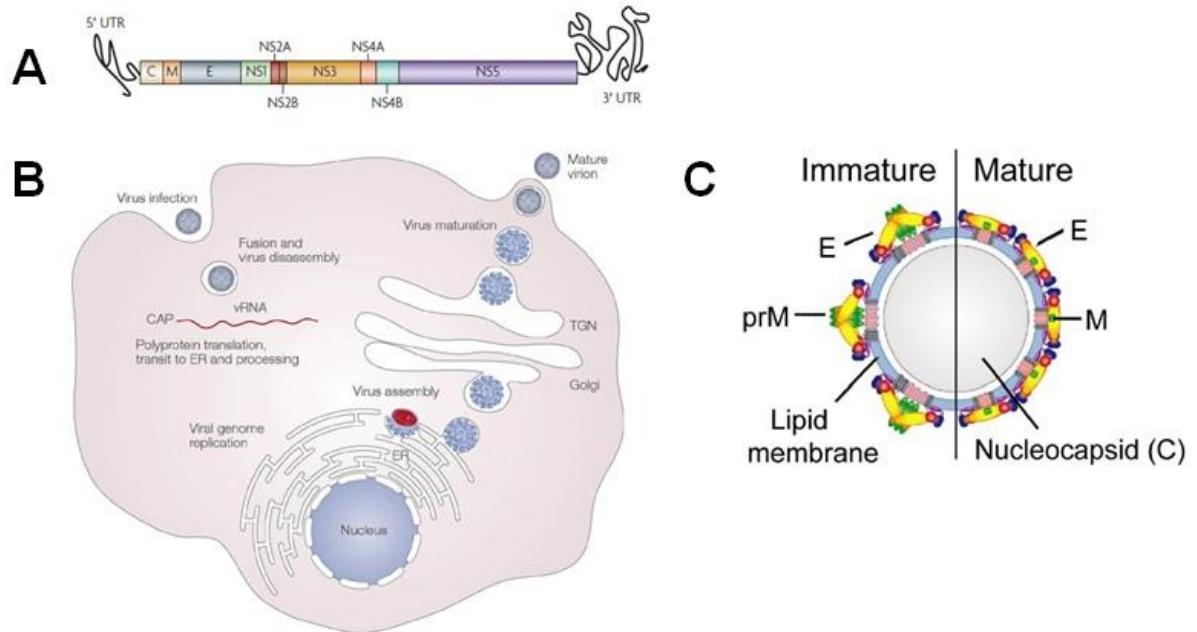 A
5' UTR
C M E NS1 NS2A NS2B NS3 NS4A NS4B NS5
3' UTR
B
Virus infection
Fusion and
virus disassembly
vRNA
CAP
Polyprotein translation,
transit to ER and processing
Viral genome
replication
Virus assembly
ER
Nucleus
Golgi
TGN
Virus maturation
Mature
virion
C
Immature
Mature
E
E
prM
M
Lipid
membrane
Nucleocapsid (C)